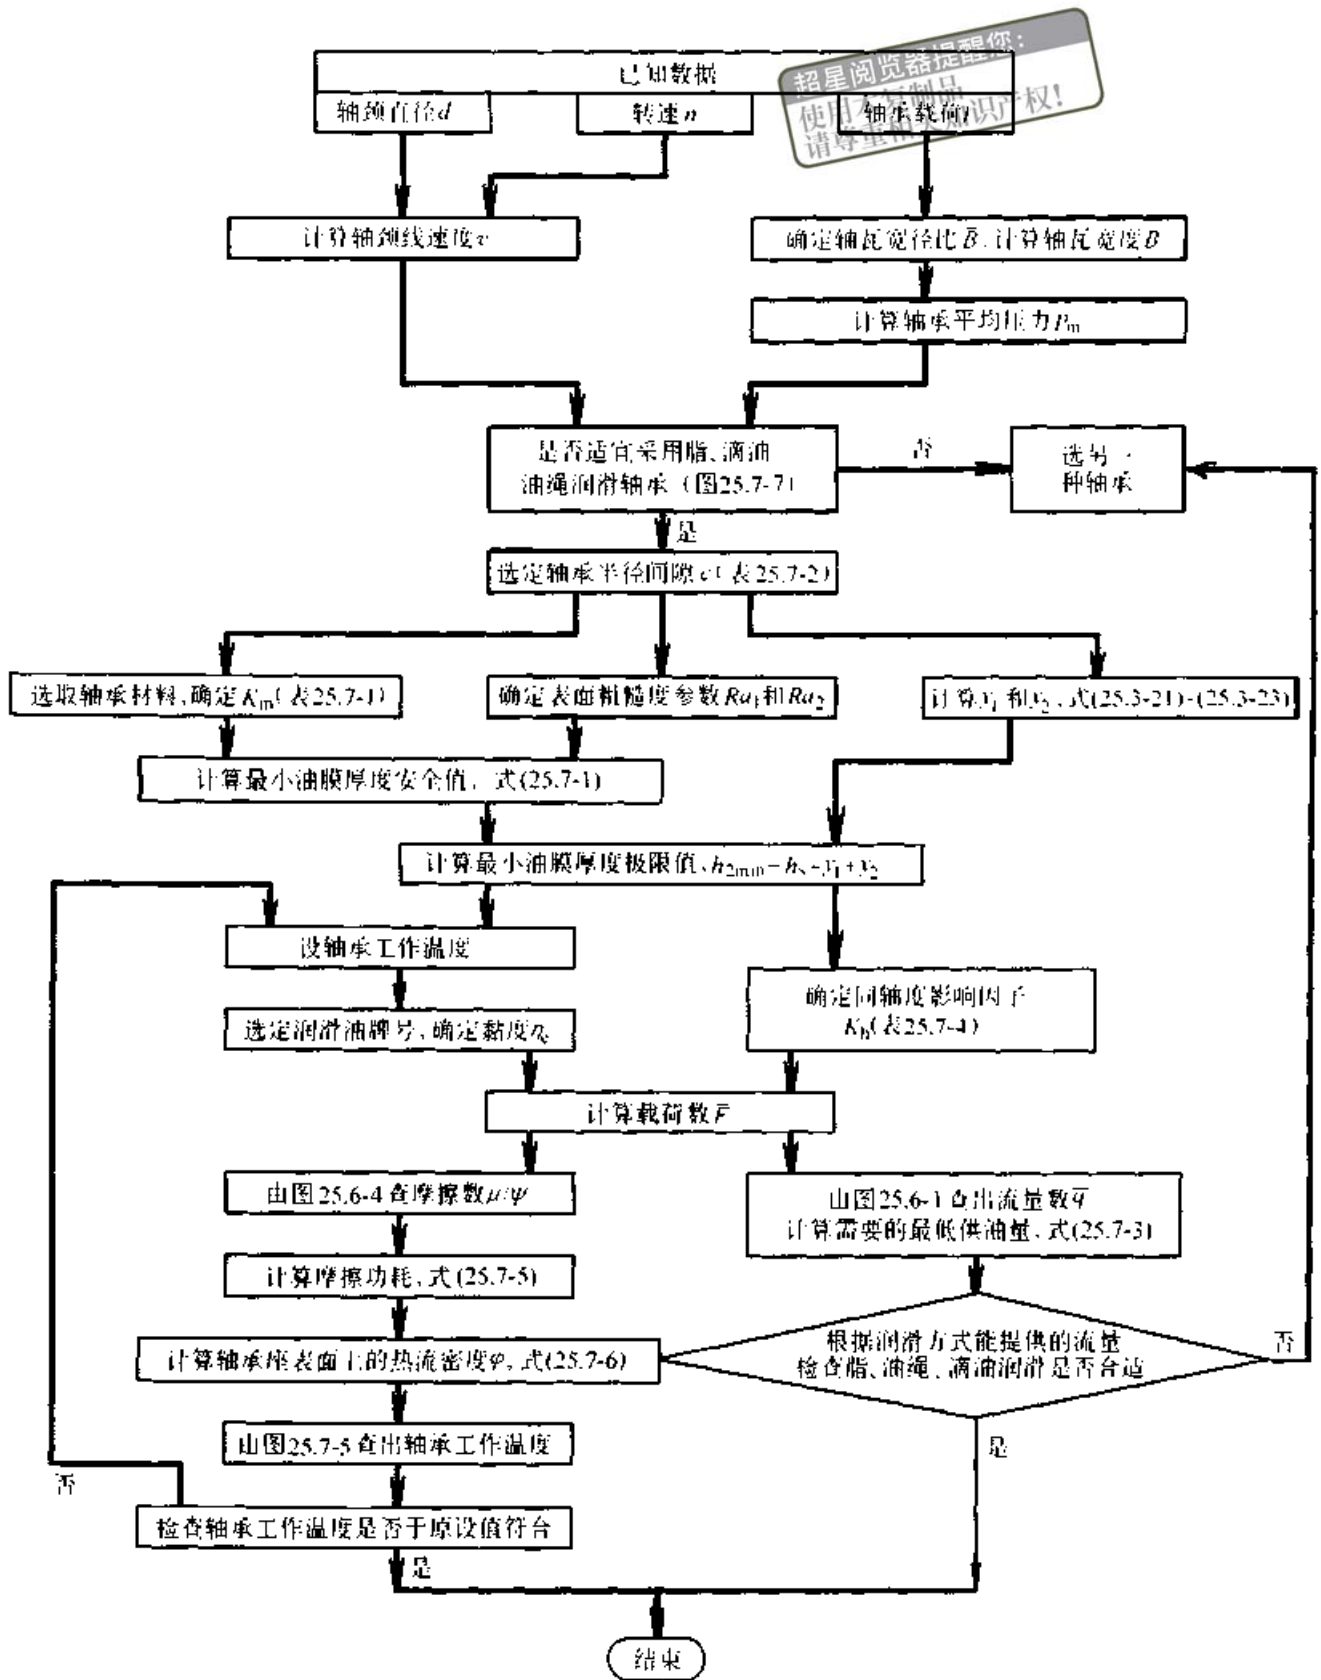 已知数据
超星阅览器提醒您:
使用本复制品
请尊重相关知识产权!
轴颈直径d
转速n
轴承载荷
计算轴颈线速度v
确定轴瓦宽径比B̄,计算轴瓦宽度B
计算轴承平均压力Pm
是否适宜采用脂、滴油
油绳润滑轴承(图25.7-7)
否
选另一
种轴承
是
选定轴承半径间隙c(表25.7-2)
选取轴承材料,确定Km(表25.7-1)
确定表面粗糙度参数Ra1和Ra2
计算y1和y2,式(25.3-21)-(25.3-23)
计算最小油膜厚度安全值, 式(25.7-1)
计算最小油膜厚度极限值,h2min=hs+y1+y2
设轴承工作温度
确定同轴度影响因子
Kh(表25.7-4)
选定润滑油牌号,确定黏度
计算载荷数F̄
由图25.6-4查摩擦数μ/ψ
由图25.6-1查出流量数q̄
计算需要的最低供油量,式(25.7-3)
计算摩擦功耗,式(25.7-5)
根据润滑方式能提供的流量
检查脂、油绳、滴油润滑是否合适
否
计算轴承座表面上的热流密度φ,式(25.7-6)
由图25.7-5查出轴承工作温度
是
否
检查轴承工作温度是否于原设值符合
是
结束